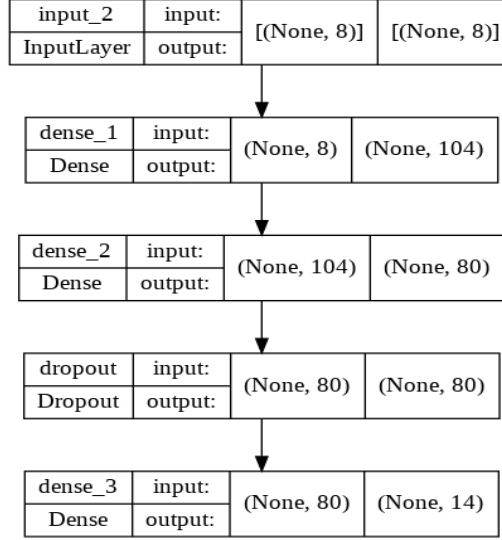 input_2 input: [(None, 8)] [(None, 8)]
InputLayer output:
dense_1 input: (None, 8) (None, 104)
Dense output:
dense_2 input: (None, 104) (None, 80)
Dense output:
dropout input: (None, 80) (None, 80)
Dropout output:
dense_3 input: (None, 80) (None, 14)
Dense output: